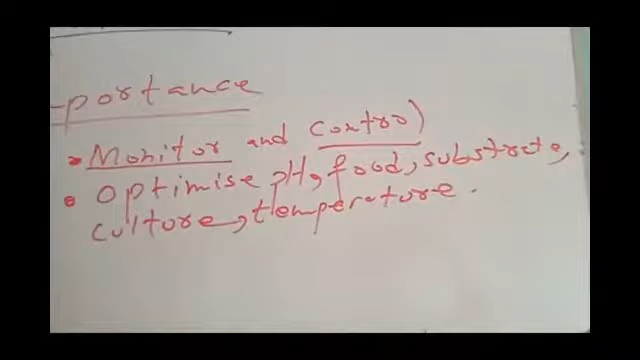 -portance
Monitor and Control
• Optimise pH, food, substrate,
culture, temperature.